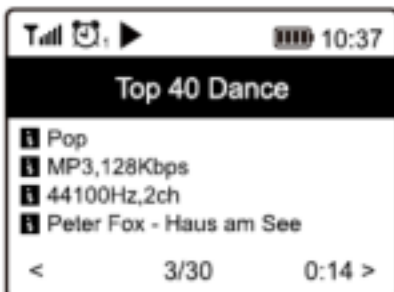 10:37
Top 40 Dance
Pop
MP3,128Kbps
44100Hz,2ch
Peter Fox - Haus am See
< 3/30 0:14 >